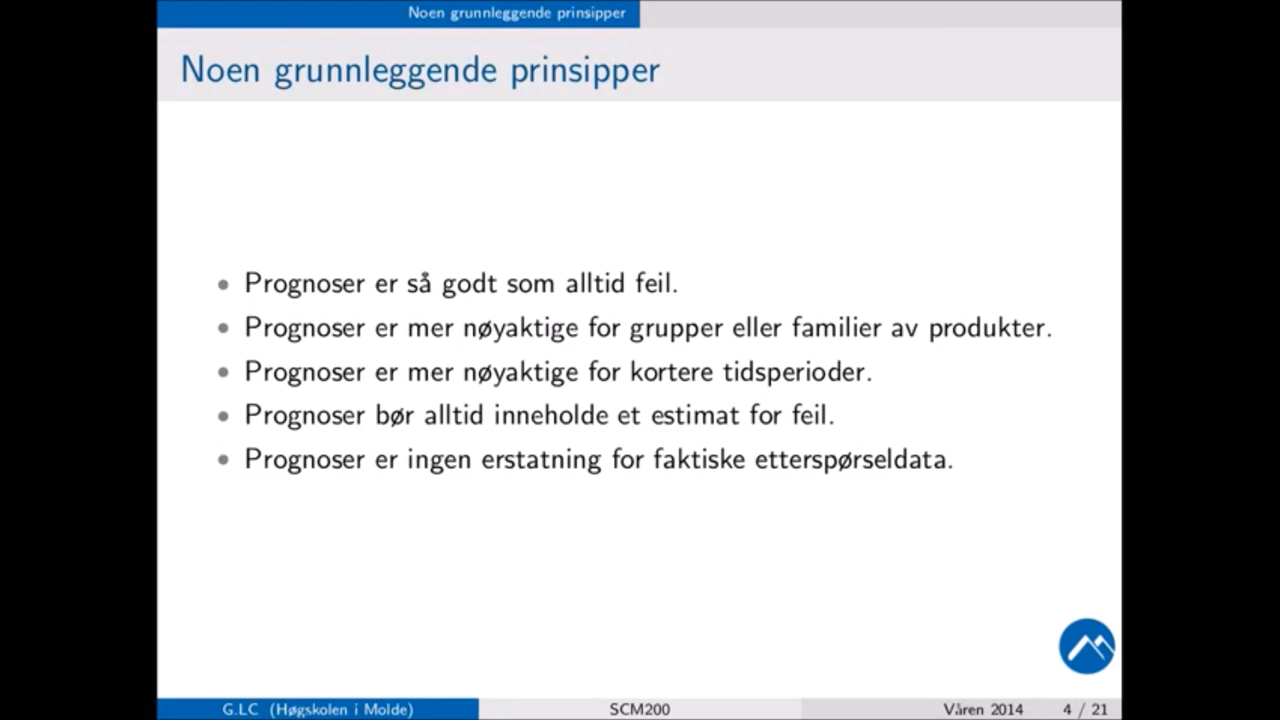 Noen grunnleggende prinsipper
Noen grunnleggende prinsipper
• Prognoser er så godt som alltid feil.
• Prognoser er mer nøyaktige for grupper eller familier av produkter.
• Prognoser er mer nøyaktige for kortere tidsperioder.
• Prognoser bør alltid inneholde et estimat for feil.
• Prognoser er ingen erstatning for faktiske etterspørseldata.
G.LC (Høgskolen i Molde) SCM200 Våren 2014 4 / 21